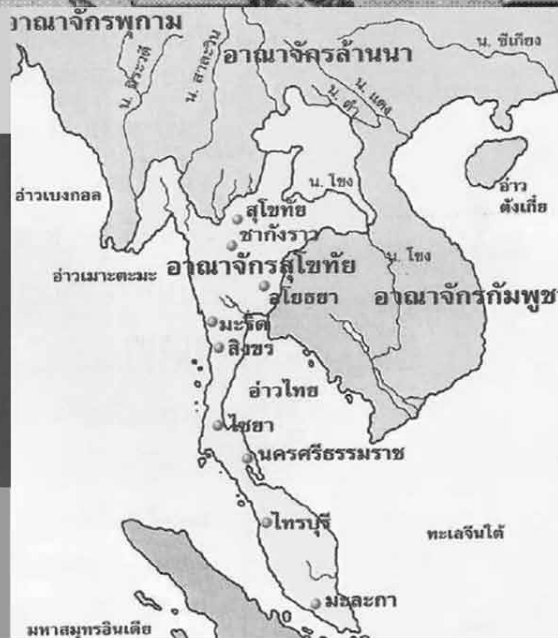 อาณาจักรพุกาม
น. อิระวดี
น. สาละวิน
อาณาจักรล้านนา
น. ซีเกียง
น. ดำ
น. แดง
อ่าวเบงกอล
น. โขง
อ่าว
ตังเกี๋ย
สุโขทัย
ชากังราว
อ่าวเมาะตะมะ
อาณาจักรสุโขทัย
น. โขง
อโยธยา
อาณาจักรกัมพูชา
มะริด
สิงขร
อ่าวไทย
ไชยา
นครศรีธรรมราช
ไทรบุรี
ทะเลจีนใต้
มะละกา
มหาสมุทรอินเดีย